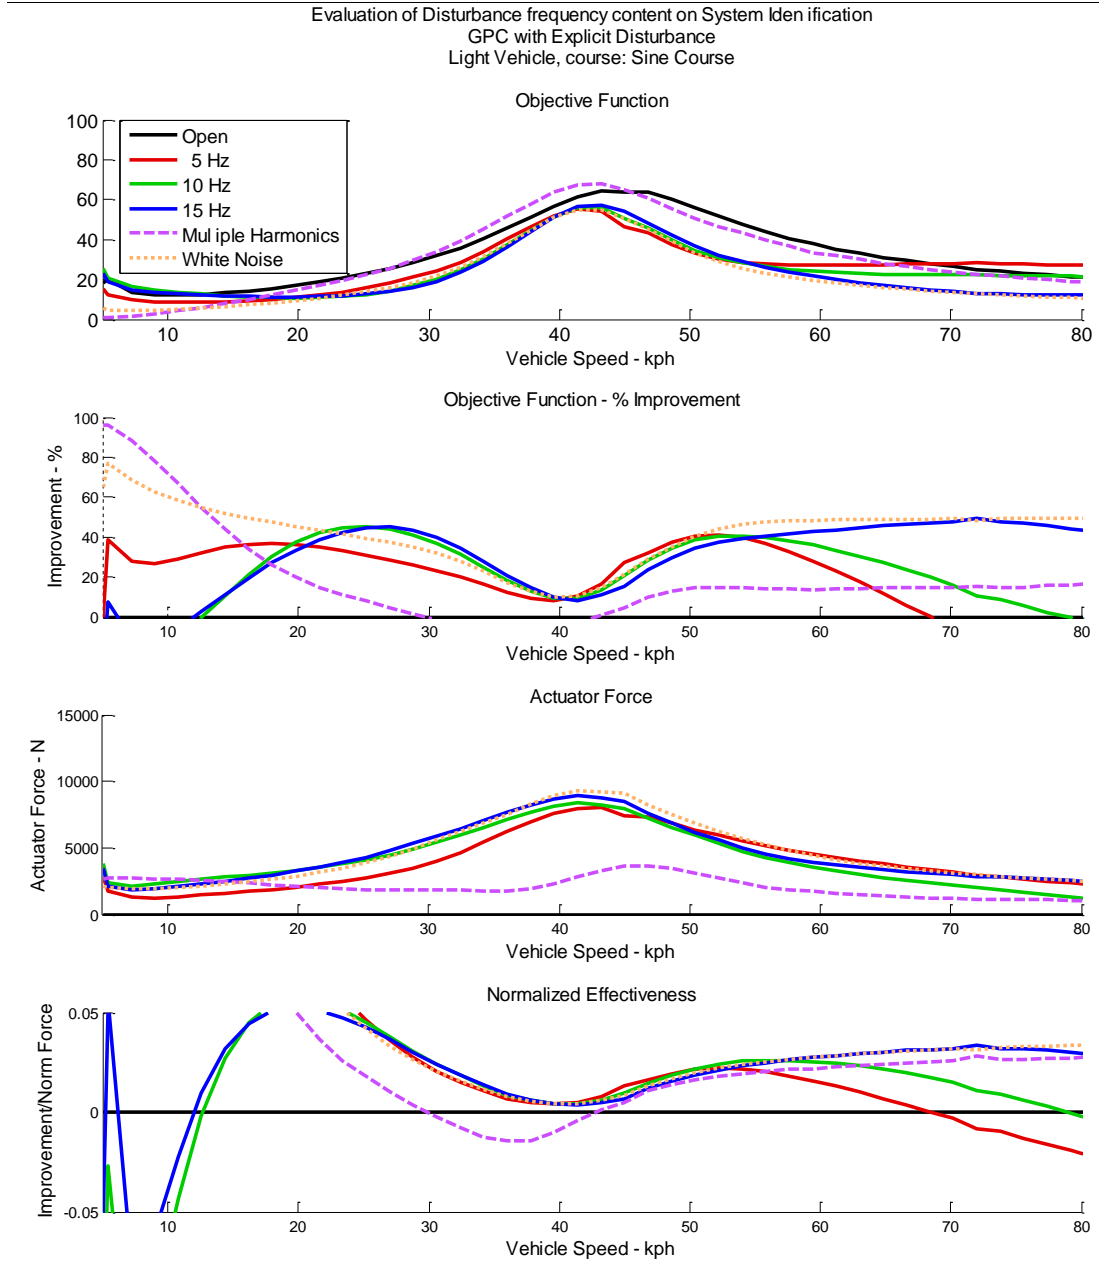 Evaluation of Disturbance frequency content on System Iden ification
GPC with Explicit Disturbance
Light Vehicle, course: Sine Course
Objective Function
100
80
60
40
20
0
Open
5 Hz
10 Hz
15 Hz
Mul iple Harmonics
White Noise
10 20 30 40 50 60 70 80
Vehicle Speed - kph
Objective Function - % Improvement
Improvement - %
100
80
60
40
20
0
10 20 30 40 50 60 70 80
Vehicle Speed - kph
Actuator Force
Actuator Force - N
15000
10000
5000
0
10 20 30 40 50 60 70 80
Vehicle Speed - kph
Normalized Effectiveness
Improvement/Norm Force
0.05
0
-0.05
10 20 30 40 50 60 70 80
Vehicle Speed - kph